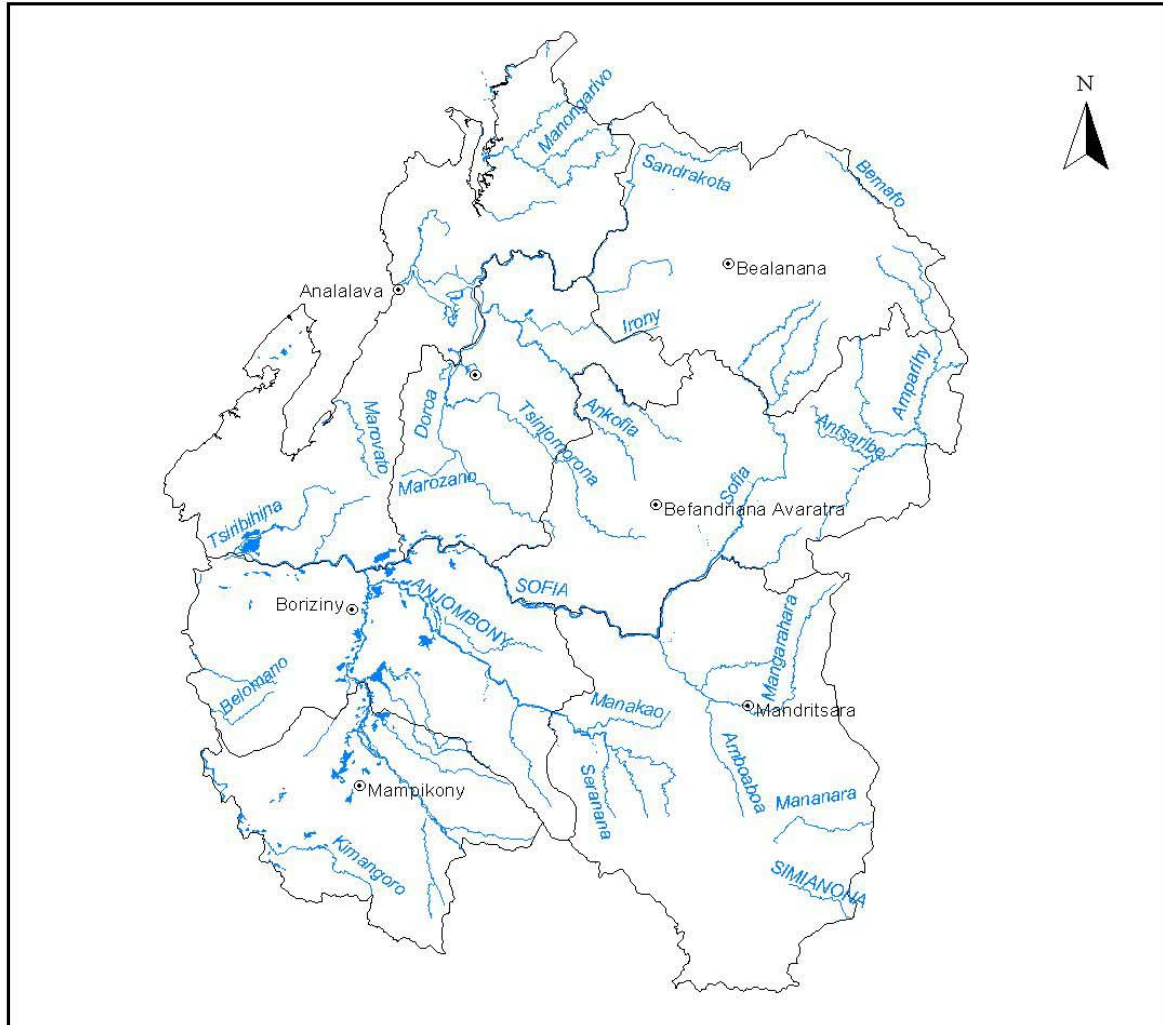 N
Manongarivo
Sandrakota
Bemafo
Bealanana
Analalava
Irony
Amparihy
Doroa
Ankofia
Marovato
Tsinjomorona
Antsaribe
Marozano
Sofia
Befandriana Avaratra
Tsiribihina
SOFIA
ANJOMBONY
Boriziny
Mangarahara
Belomano
Manakao
Mandritsara
Amboaboa
Seranana
Mampikony
Mananara
Kimangoro
SIMIANONA